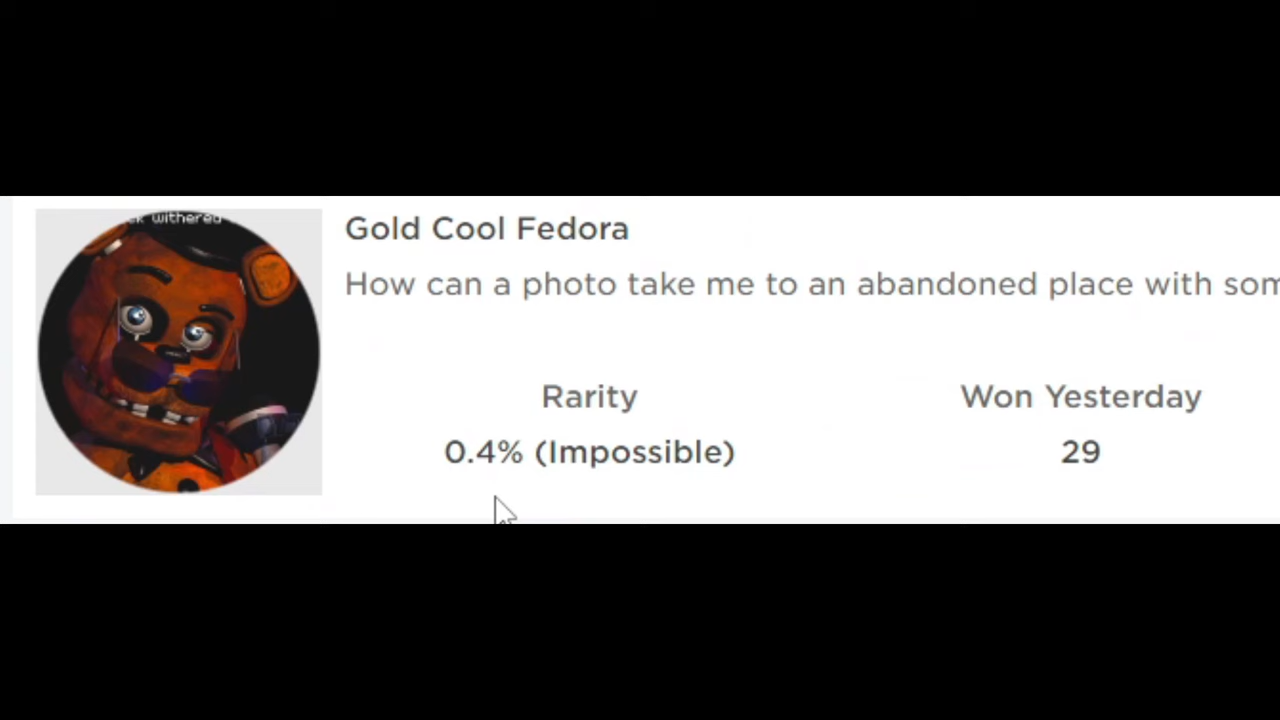 withered
Gold Cool Fedora
How can a photo take me to an abandoned place with
Rarity
Won Yesterday
0.4% (Impossible)
29